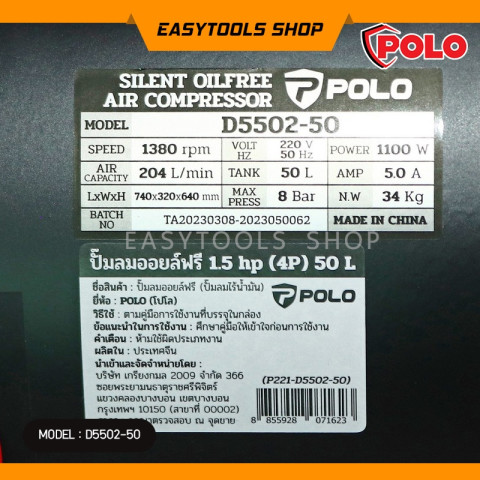 EASYTOOLS SHOP
POLO
SILENT OILFREE
AIR COMPRESSOR
POLO
MODEL D5502-50
SPEED 1380 rpm VOLT HZ 220 V 50 Hz POWER 1100 W
AIR CAPACITY 204 L/min TANK 50 L AMP 5.0 A
LxWxH 740x320x640 mm MAX PRESS 8 Bar N.W 34 Kg
BATCH NO TA20230308-2023050062 MADE IN CHINA
EASYTOOLS SHOP
ปั๊มลมออยล์ฟรี 1.5 hp (4P) 50 L
ชื่อสินค้า : ปั๊มลมออยล์ฟรี (ปั๊มลมไร้น้ำมัน)
ยี่ห้อ : POLO (โปโล)
POLO
วิธีใช้ : ตามคู่มือการใช้งานที่บรรจุในกล่อง
ข้อแนะนำในการใช้งาน : ศึกษาคู่มือให้เข้าใจก่อนการใช้งาน
คำเตือน : ห้ามใช้ผิดประเภทงาน
ผลิตใน : ประเทศจีน
นำเข้าและจัดจำหน่ายโดย :
บริษัท เกรียงกมล 2009 จำกัด 366
ซอยพระยามนธาตุราชศรีพิจิตร์
แขวงคลองบางบอน เขตบางบอน
กรุงเทพฯ 10150 (สาขาที่ 00002)
(P221-D5502-50)
8 855928 071623
MODEL : D5502-50